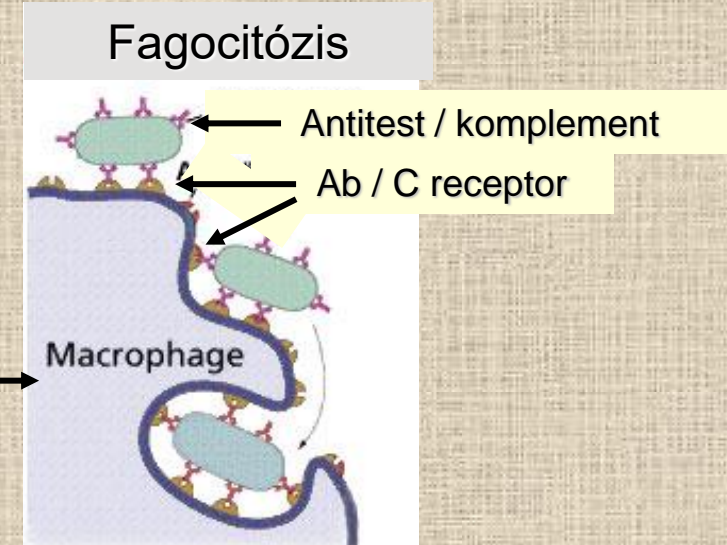 Fagocitózis
Antitest / komplement
Ab / C receptor
Macrophage